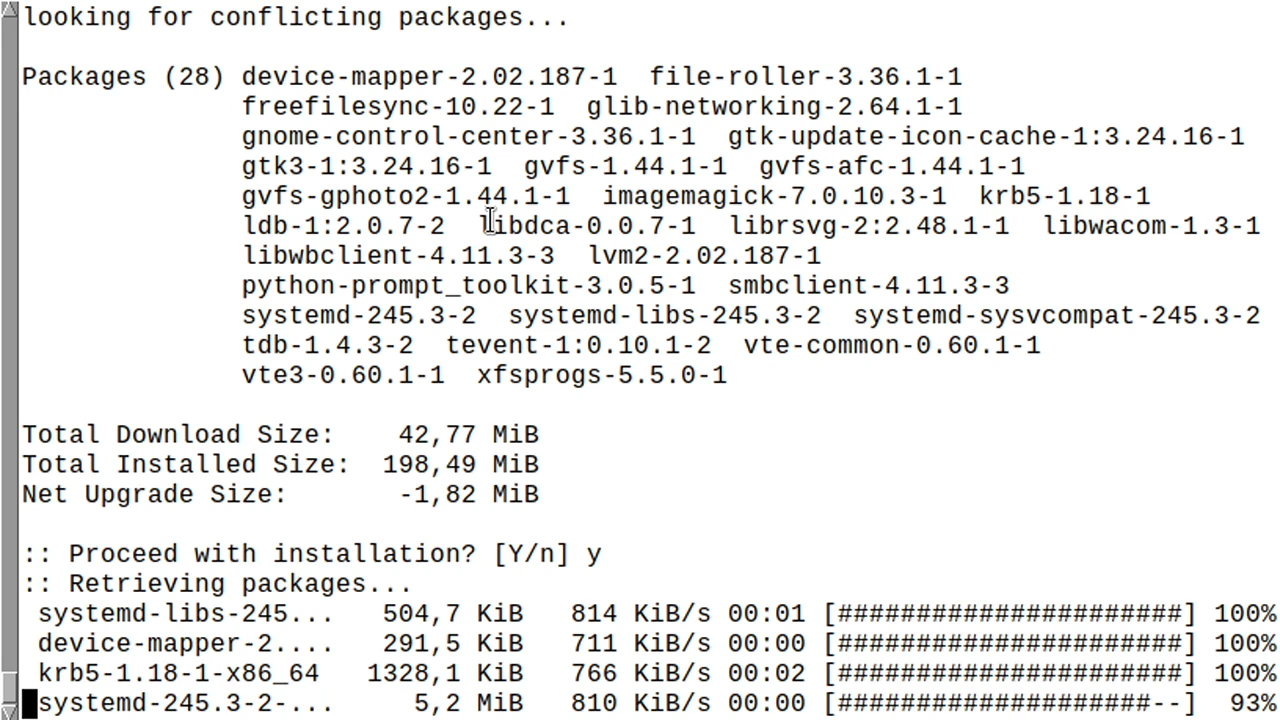 looking for conflicting packages...
Packages (28) device-mapper-2.02.187-1  file-roller-3.36.1-1
freefilesync-10.22-1  glib-networking-2.64.1-1
gnome-control-center-3.36.1-1  gtk-update-icon-cache-1:3.24.16-1
gtk3-1:3.24.16-1  gvfs-1.44.1-1  gvfs-afc-1.44.1-1
gvfs-gphoto2-1.44.1-1  imagemagick-7.0.10.3-1  krb5-1.18-1
ldb-1:2.0.7-2  libdca-0.0.7-1  librsvg-2:2.48.1-1  libwacom-1.3-1
libwbclient-4.11.3-3  lvm2-2.02.187-1
python-prompt_toolkit-3.0.5-1  smbclient-4.11.3-3
systemd-245.3-2  systemd-libs-245.3-2  systemd-sysvcompat-245.3-2
tdb-1.4.3-2  tevent-1:0.10.1-2  vte-common-0.60.1-1
vte3-0.60.1-1  xfsprogs-5.5.0-1
Total Download Size:    42,77 MiB
Total Installed Size:  198,49 MiB
Net Upgrade Size:       -1,82 MiB
:: Proceed with installation? [Y/n] y
:: Retrieving packages...
systemd-libs-245...   504,7 KiB   814 KiB/s 00:01 [######################] 100%
device-mapper-2....   291,5 KiB   711 KiB/s 00:00 [######################] 100%
krb5-1.18-1-x86_64   1328,1 KiB   766 KiB/s 00:02 [######################] 100%
systemd-245.3-2-...     5,2 MiB   810 KiB/s 00:00 [####################--]  93%